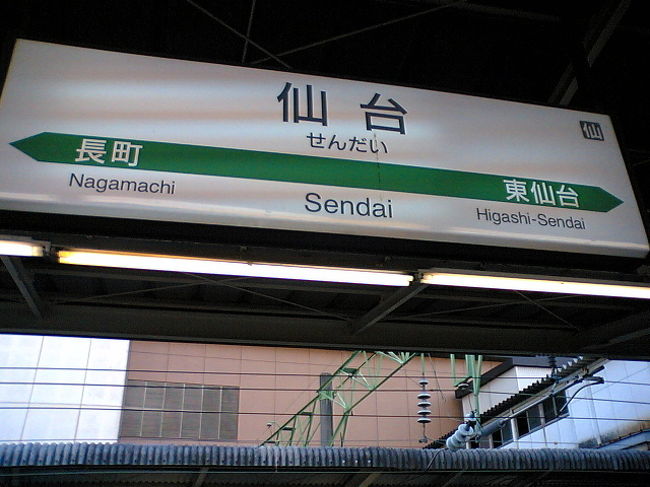 仙台
仙
せんだい
長町
東仙台
Nagamachi
Sendai
Higashi-Sendai